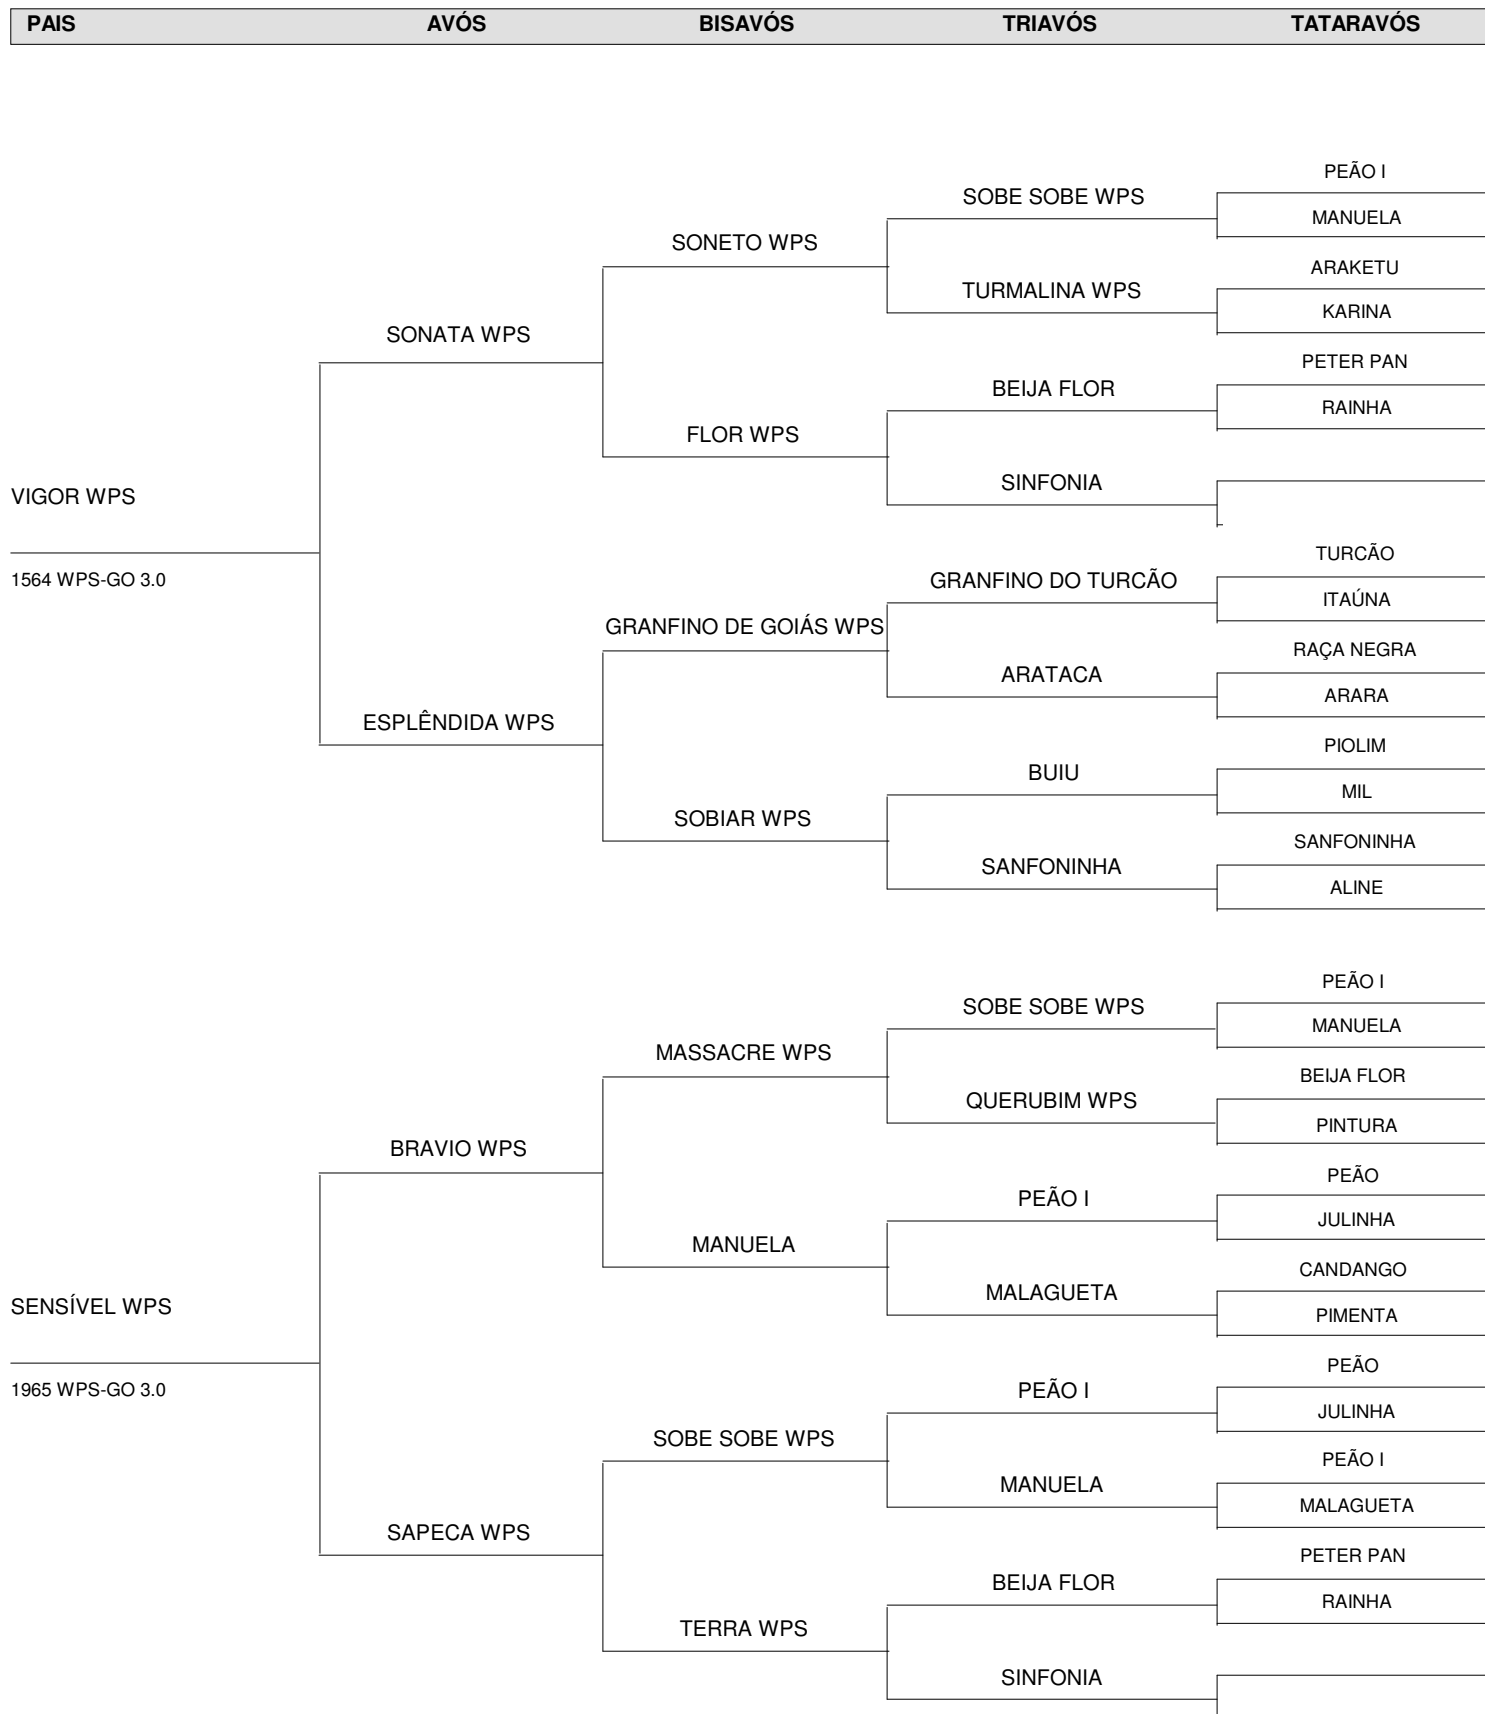 PAIS AVÓS BISAVÓS TRIAVÓS TATARAVÓS
PEÃO I
SOBE SOBE WPS
MANUELA
SONETO WPS
ARAKETU
TURMALINA WPS
KARINA
SONATA WPS
PETER PAN
BEIJA FLOR
RAINHA
FLOR WPS
SINFONIA
VIGOR WPS
TURCÃO
1564 WPS-GO 3.0
GRANFINO DO TURCÃO
ITAÚNA
GRANFINO DE GOIÁS WPS
RAÇA NEGRA
ARATACA
ARARA
ESPLÊNDIDA WPS
PIOLIM
BUIU
MIL
SOBIAR WPS
SANFONINHA
SANFONINHA
ALINE
PEÃO I
SOBE SOBE WPS
MANUELA
MASSACRE WPS
BEIJA FLOR
QUERUBIM WPS
PINTURA
BRAVIO WPS
PEÃO
PEÃO I
JULINHA
MANUELA
CANDANGO
MALAGUETA
SENSÍVEL WPS
PIMENTA
PEÃO
1965 WPS-GO 3.0
PEÃO I
JULINHA
SOBE SOBE WPS
PEÃO I
MANUELA
MALAGUETA
SAPECA WPS
PETER PAN
BEIJA FLOR
RAINHA
TERRA WPS
SINFONIA